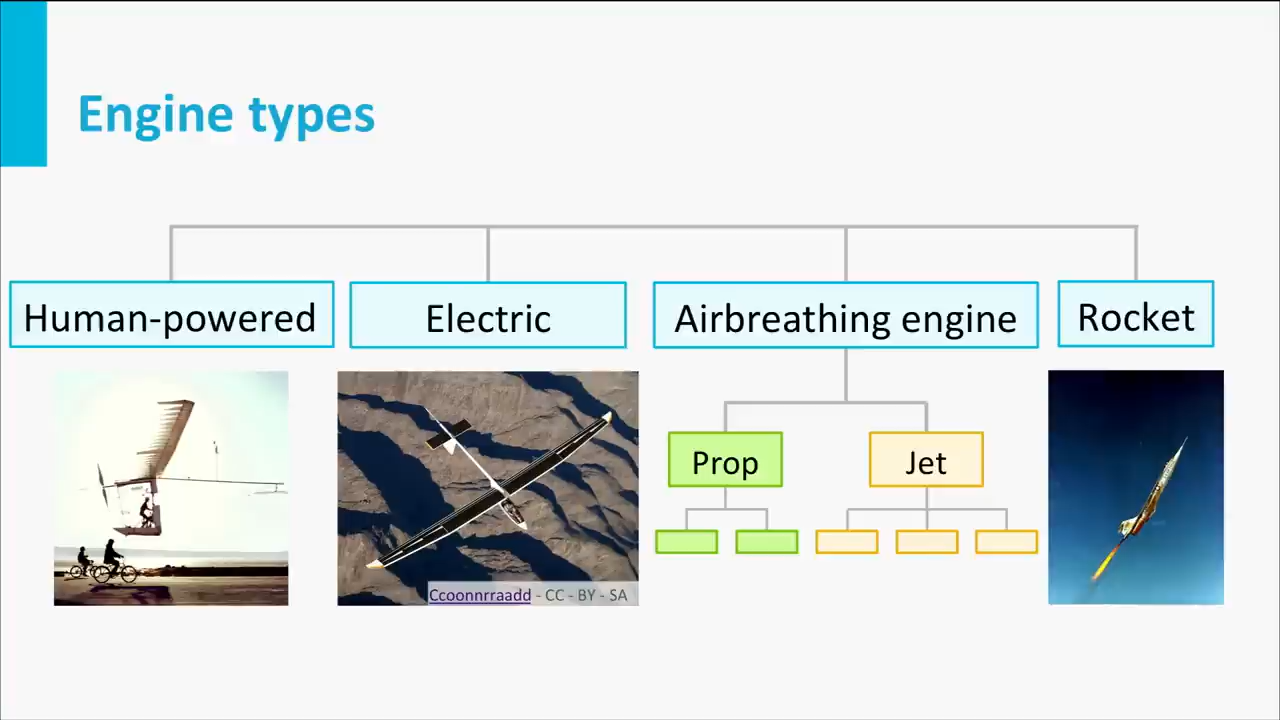 Engine types
Human-powered
Electric
Airbreathing engine
Rocket
Prop
Jet
Ccoonnrraadd - CC - BY - SA